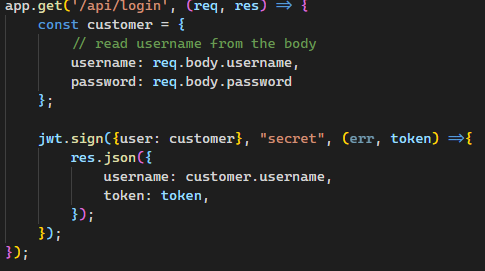 app.get('/api/login', (req, res) => {
    const customer = {
        // read username from the body
        username: req.body.username,
        password: req.body.password
    };

    jwt.sign({user: customer}, "secret", (err, token) =>{
        res.json({
            username: customer.username,
            token: token,
        });
    });
});